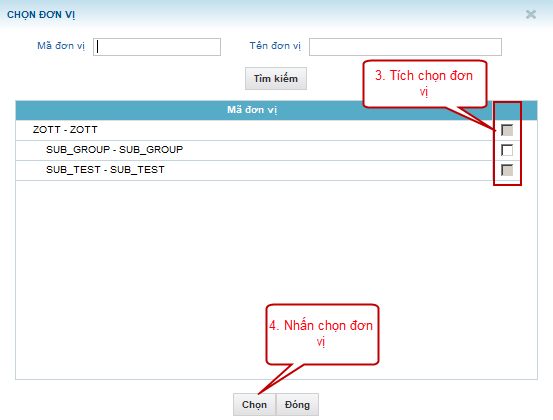 CHỌN ĐƠN VỊ
Mã đơn vị Tên đơn vị
Tìm kiếm
3. Tích chọn đơn
vị
Mã đơn vị
ZOTT - ZOTT
SUB_GROUP - SUB_GROUP
SUB_TEST - SUB_TEST
4. Nhấn chọn đơn
vị
Chọn Đóng